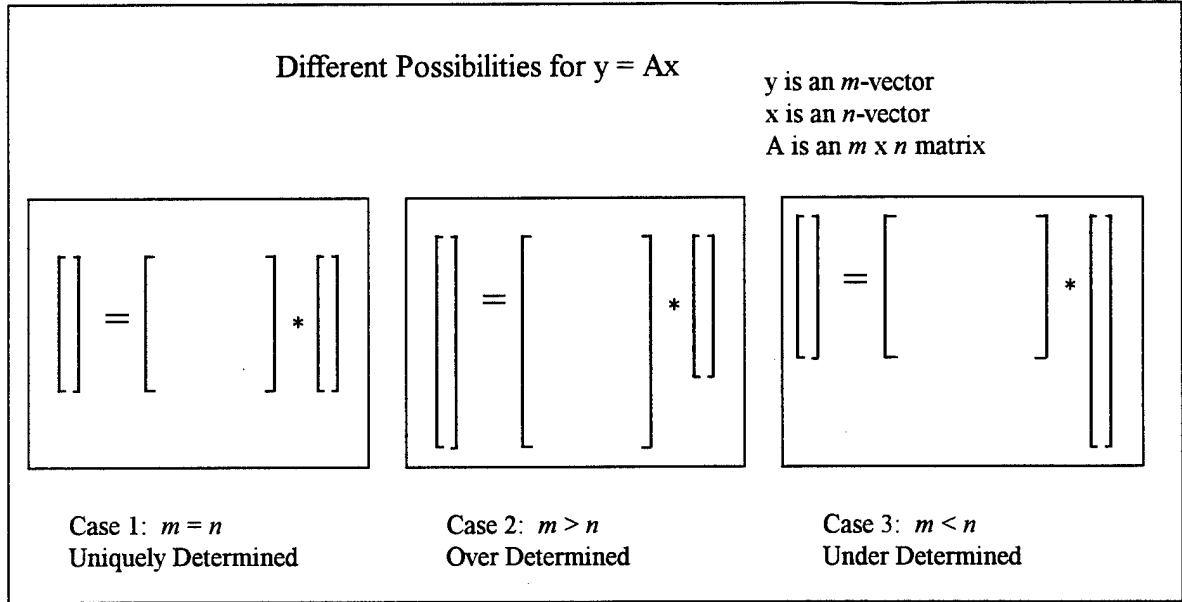 Different Possibilities for y = Ax
y is an m-vector
x is an n-vector
A is an m x n matrix
[ ] = [ ] * [ ]
[ ] = [ ] * [ ]
[ ] = [ ] * [ ]
Case 1: m = n
Uniquely Determined
Case 2: m > n
Over Determined
Case 3: m < n
Under Determined